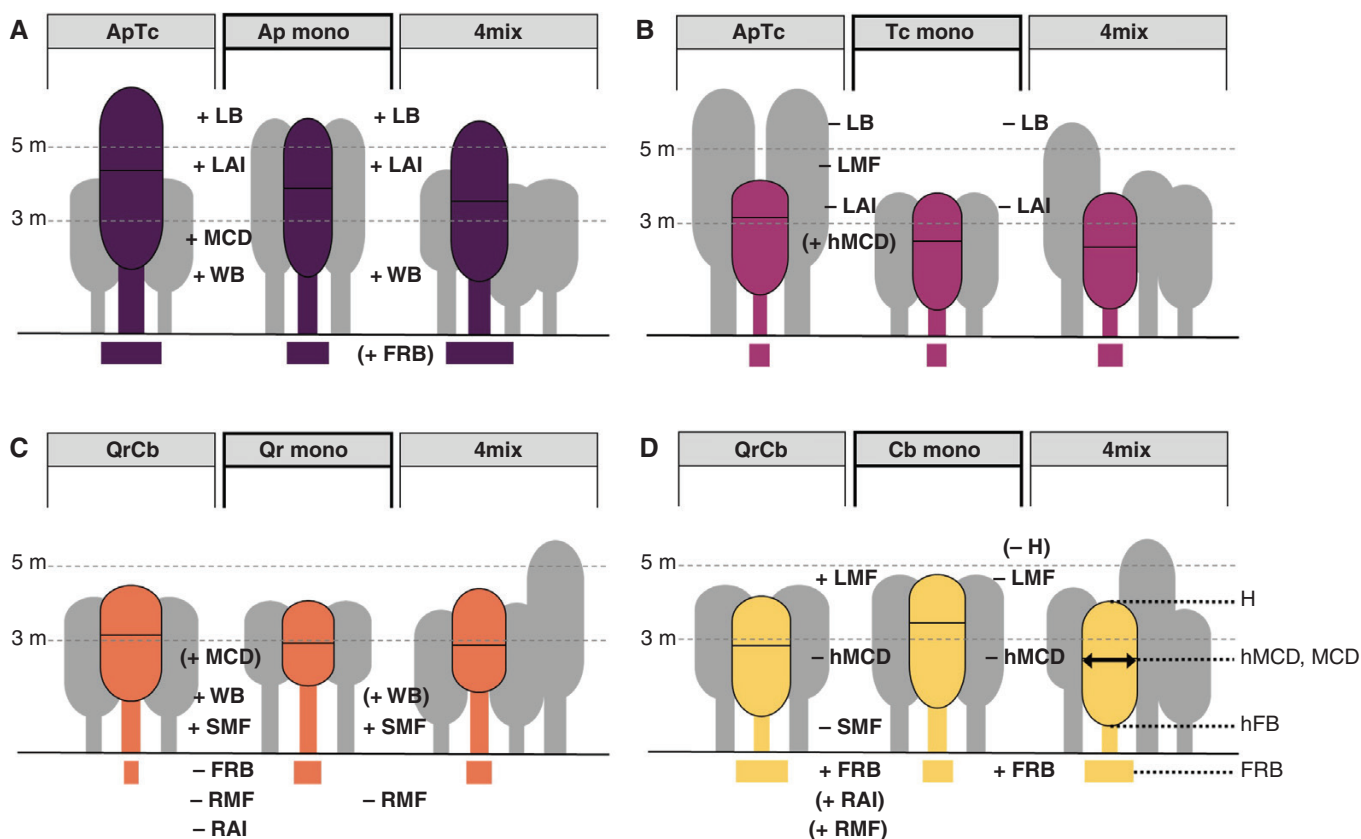 A
ApTc
Ap mono
4mix
5 m
3 m
+ LB
+ LAI
+ MCD
+ WB
+ LB
+ LAI
+ WB
(+ FRB)
B
ApTc
Tc mono
4mix
5 m
3 m
– LB
– LMF
– LAI
(+ hMCD)
– LB
– LAI
C
QrCb
Qr mono
4mix
5 m
3 m
(+ MCD)
+ WB
+ SMF
– FRB
– RMF
– RAI
(+ WB)
+ SMF
– RMF
D
QrCb
Cb mono
4mix
5 m
3 m
+ LMF
– hMCD
– SMF
+ FRB
(+ RAI)
(+ RMF)
(– H)
– LMF
– hMCD
+ FRB
H
hMCD, MCD
hFB
FRB